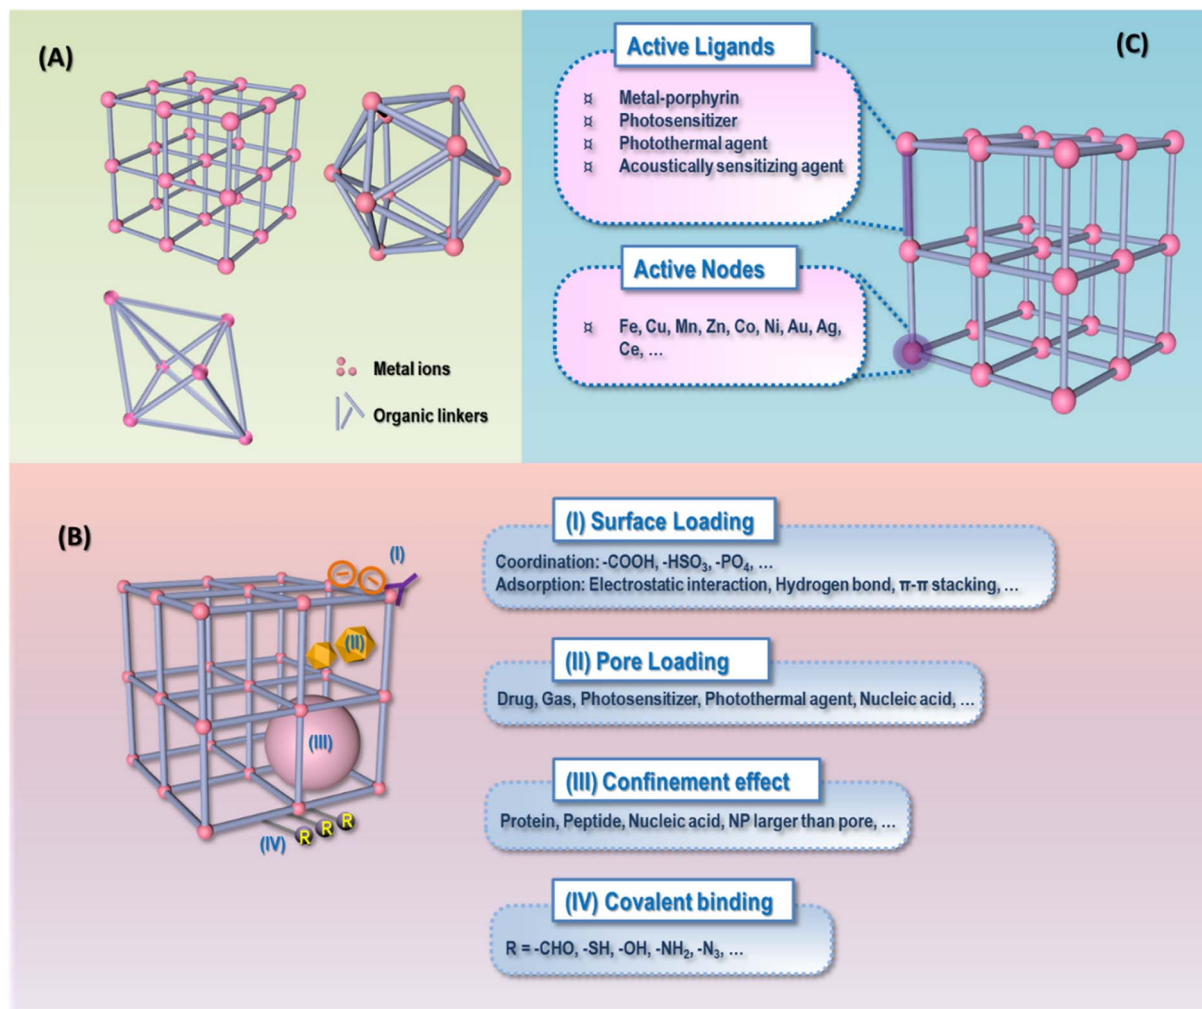 (A)
Metal ions
Organic linkers
(C)
Active Ligands
¤ Metal-porphyrin
¤ Photosensitizer
¤ Photothermal agent
¤ Acoustically sensitizing agent
Active Nodes
¤ Fe, Cu, Mn, Zn, Co, Ni, Au, Ag,
Ce, ...
(B)
(I)
(II)
(III)
(IV)
R R R
(I) Surface Loading
Coordination: -COOH, -HSO₃, -PO₄, ...
Adsorption: Electrostatic interaction, Hydrogen bond, π-π stacking, ...
(II) Pore Loading
Drug, Gas, Photosensitizer, Photothermal agent, Nucleic acid, ...
(III) Confinement effect
Protein, Peptide, Nucleic acid, NP larger than pore, ...
(IV) Covalent binding
R = -CHO, -SH, -OH, -NH₂, -N₃, ...